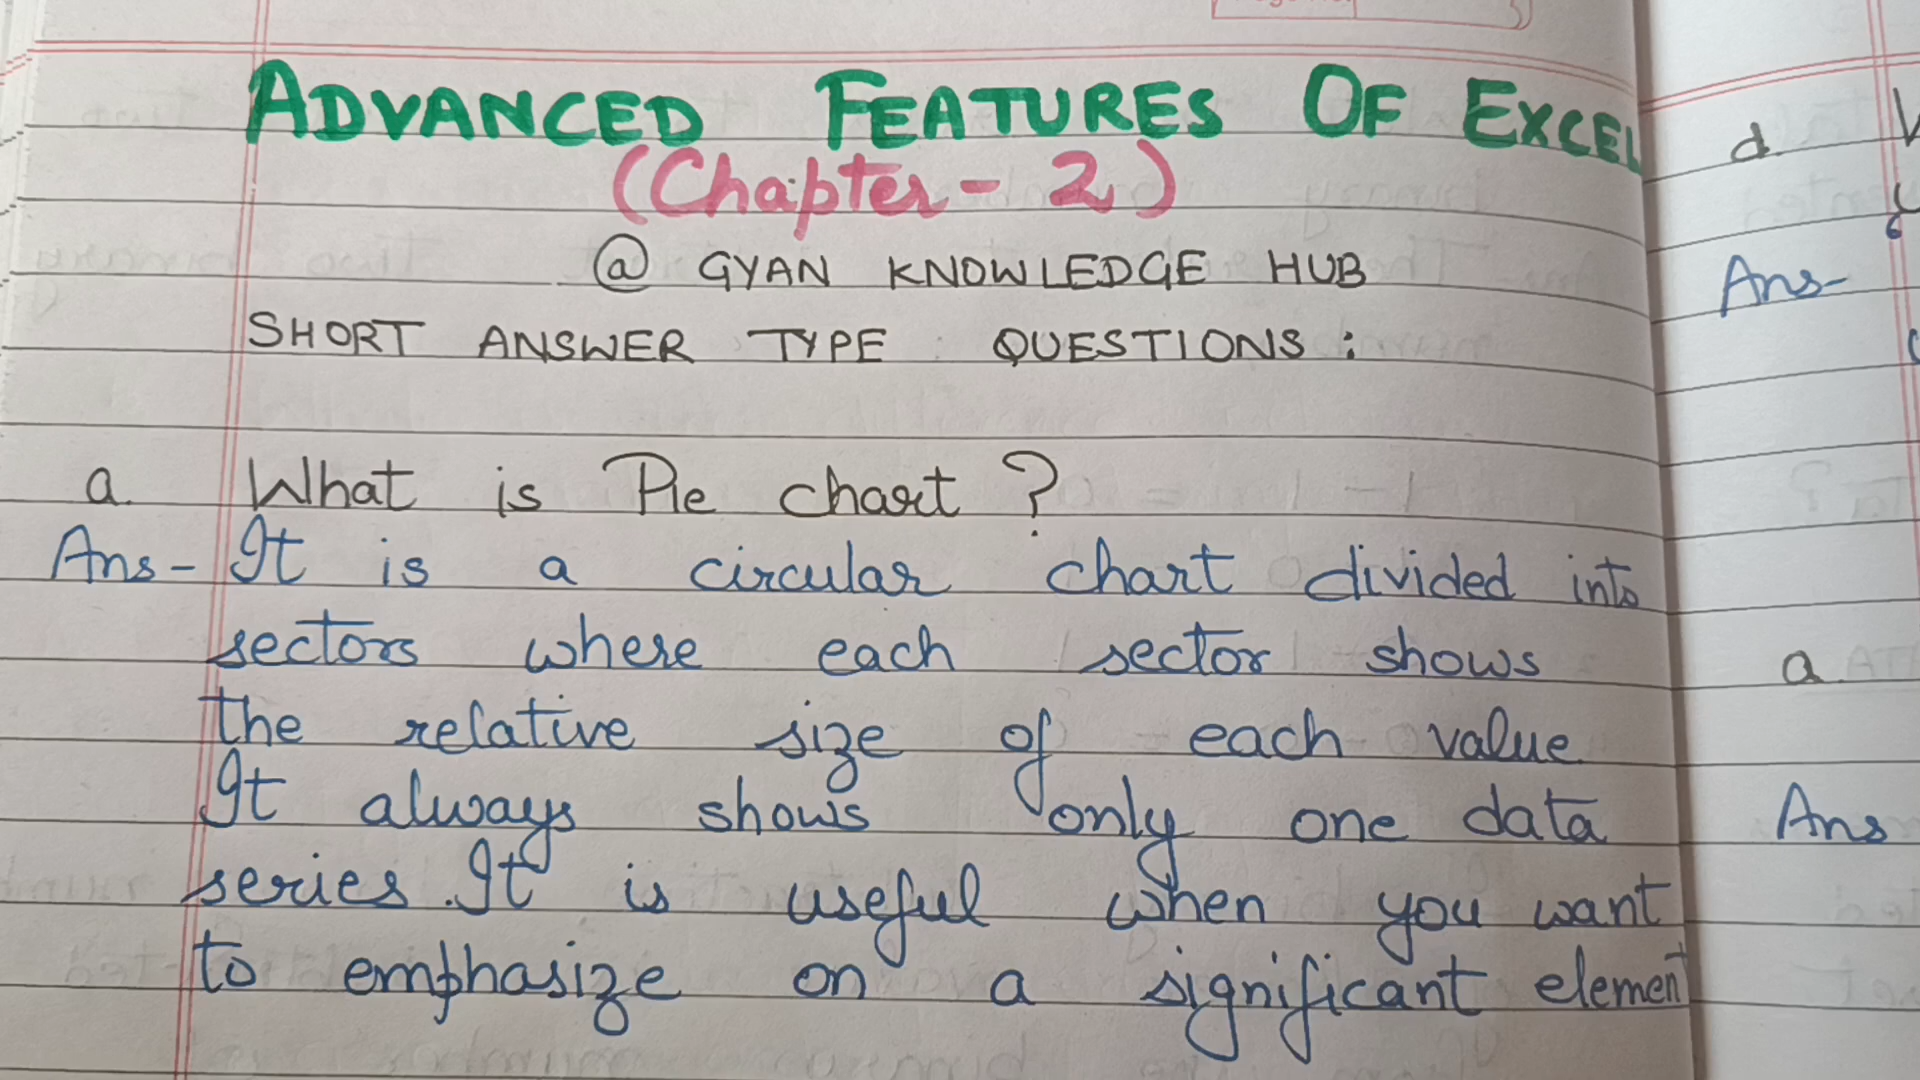 ADVANCED FEATURES OF EXCEL
(Chapter - 2)
@ GYAN KNOWLEDGE HUB
SHORT ANSWER TYPE QUESTIONS :
a. What is Pie chart ?
Ans - It is a circular chart divided into
sectors where each sector shows
the relative size of each value
It always shows only one data
series. It is useful when you want
to emphasize on a significant element
d
Ans-
a
Ans